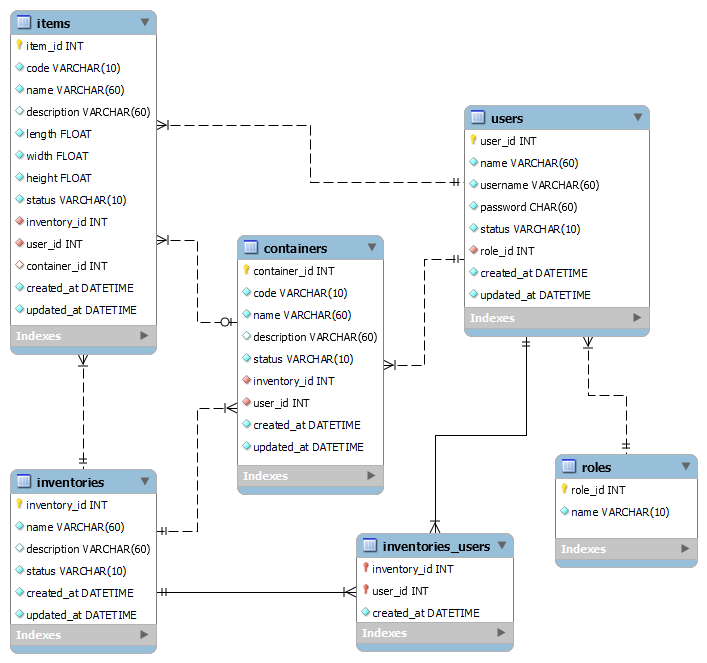 items
item_id INT
code VARCHAR(10)
name VARCHAR(60)
description VARCHAR(60)
length FLOAT
width FLOAT
height FLOAT
status VARCHAR(10)
inventory_id INT
user_id INT
container_id INT
created_at DATETIME
updated_at DATETIME
Indexes
users
user_id INT
name VARCHAR(60)
username VARCHAR(60)
password CHAR(60)
status VARCHAR(10)
role_id INT
created_at DATETIME
updated_at DATETIME
Indexes
containers
container_id INT
code VARCHAR(10)
name VARCHAR(60)
description VARCHAR(60)
status VARCHAR(10)
inventory_id INT
user_id INT
created_at DATETIME
updated_at DATETIME
Indexes
inventories
inventory_id INT
name VARCHAR(60)
description VARCHAR(60)
status VARCHAR(10)
created_at DATETIME
updated_at DATETIME
Indexes
inventories_users
inventory_id INT
user_id INT
created_at DATETIME
Indexes
roles
role_id INT
name VARCHAR(10)
Indexes